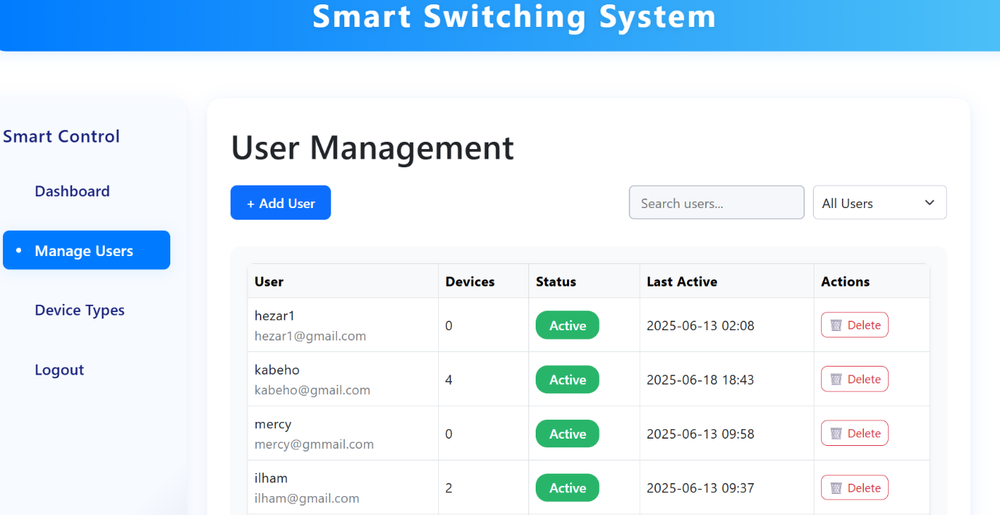 Smart Switching System
Smart Control
Dashboard
• Manage Users
Device Types
Logout
User Management
+ Add User
Search users...
All Users
User Devices Status Last Active Actions
hezar1
hezar1@gmail.com
0 Active 2025-06-13 02:08 Delete
kabeho
kabeho@gmail.com
4 Active 2025-06-18 18:43 Delete
mercy
mercy@gmmail.com
0 Active 2025-06-13 09:58 Delete
ilham
ilham@gmail.com
2 Active 2025-06-13 09:37 Delete